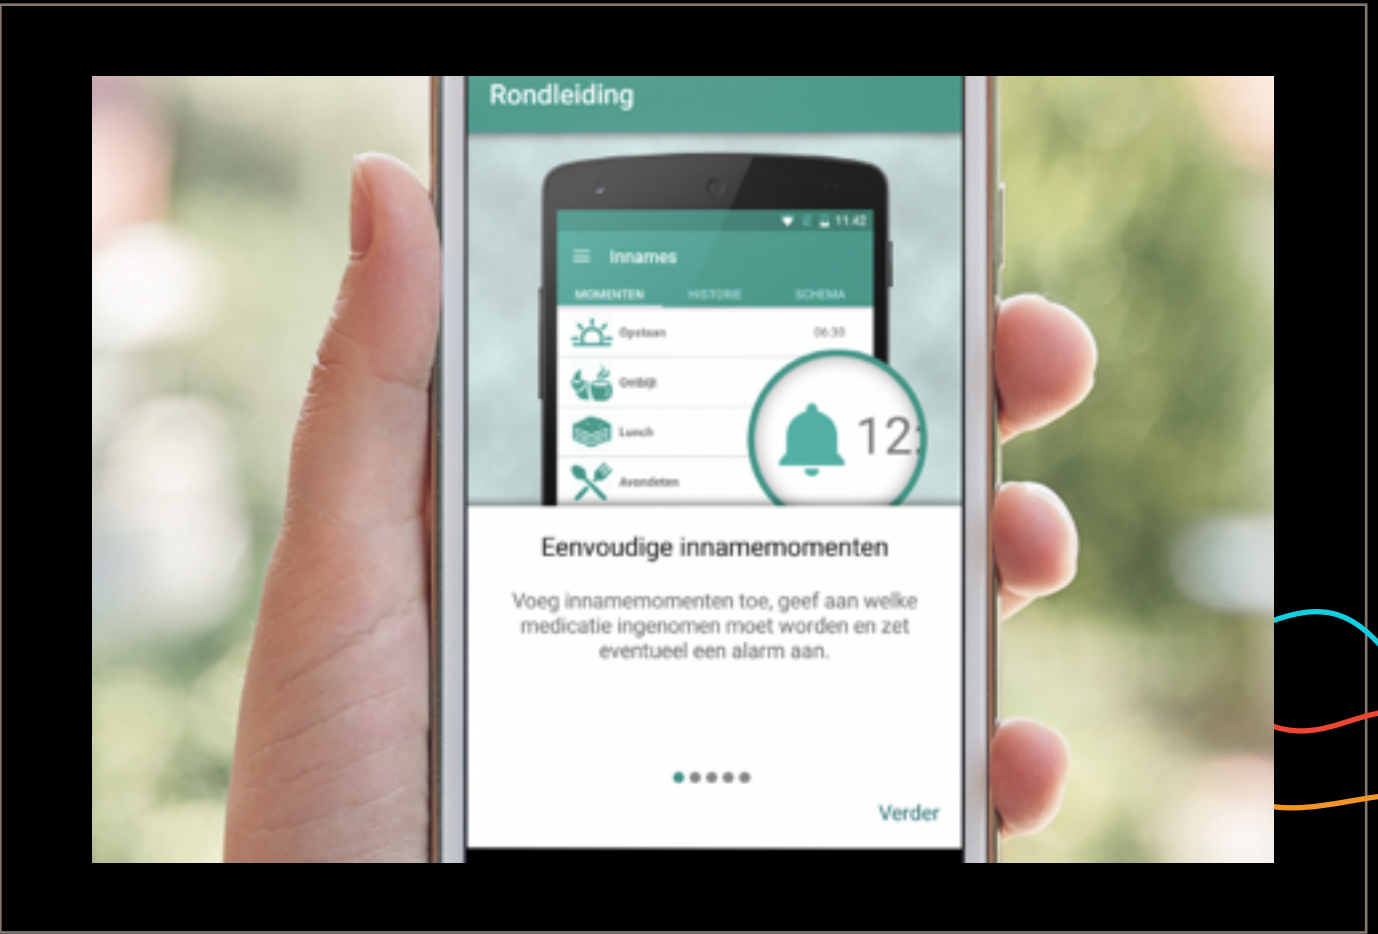 Rondleiding
11:42
Innames
MOMENTEN HISTORIE SCHEMA
Opstaan 06:30
Ontbijt
Lunch
Avondeten
12:
Eenvoudige innamemomenten
Voeg innamemomenten toe, geef aan welke
medicatie ingenomen moet worden en zet
eventueel een alarm aan.
Verder